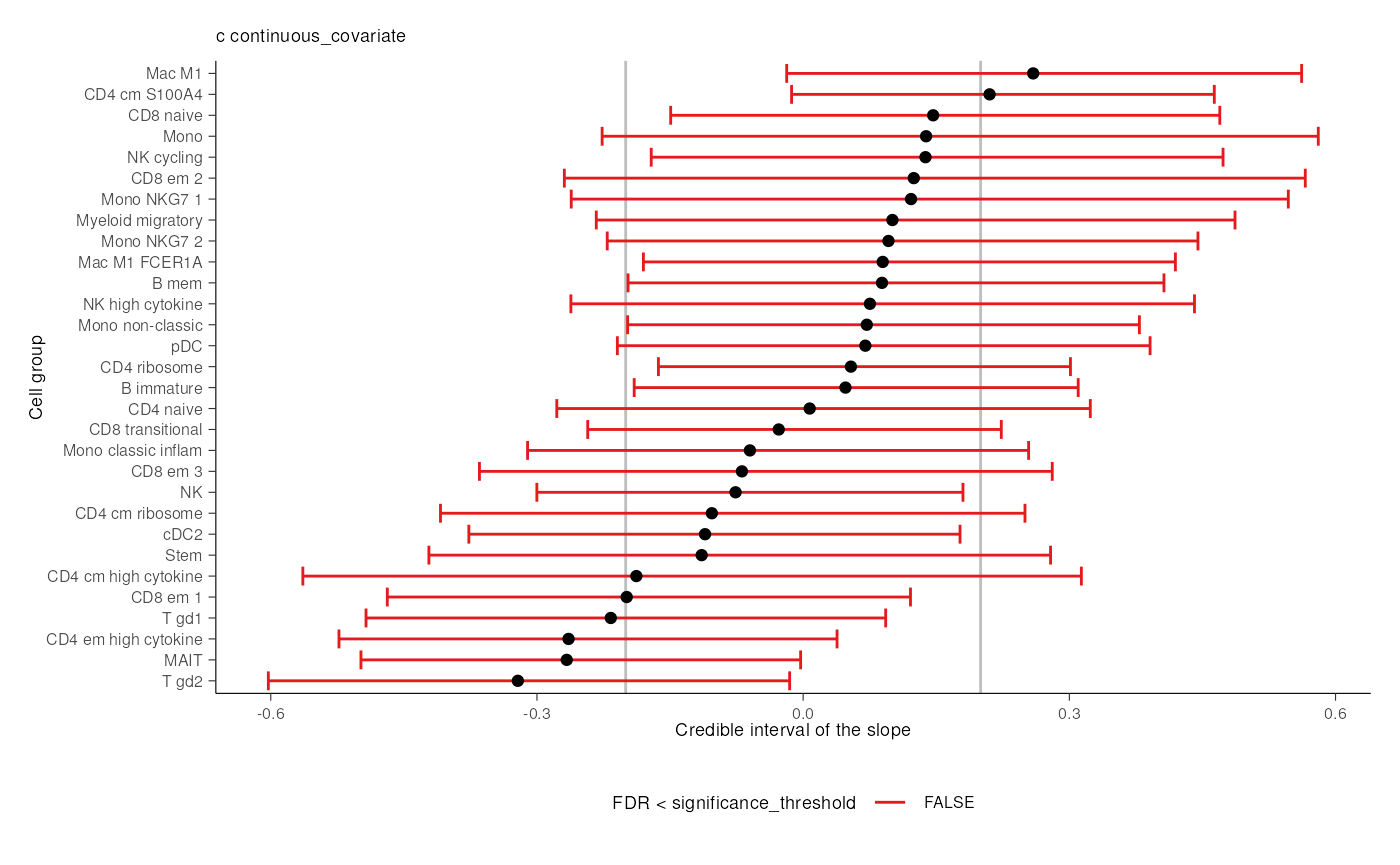 c continuous_covariate
Mac M1
CD4 cm S100A4
CD8 naive
Mono
NK cycling
CD8 em 2
Mono NKG7 1
Myeloid migratory
Mono NKG7 2
Mac M1 FCER1A
B mem
NK high cytokine
Mono non-classic
pDC
CD4 ribosome
B immature
CD4 naive
CD8 transitional
Mono classic inflam
CD8 em 3
NK
CD4 cm ribosome
cDC2
Stem
CD4 cm high cytokine
CD8 em 1
T gd1
CD4 em high cytokine
MAIT
T gd2
Cell group
-0.6 -0.3 0.0 0.3 0.6
Credible interval of the slope
FDR < significance_threshold FALSE